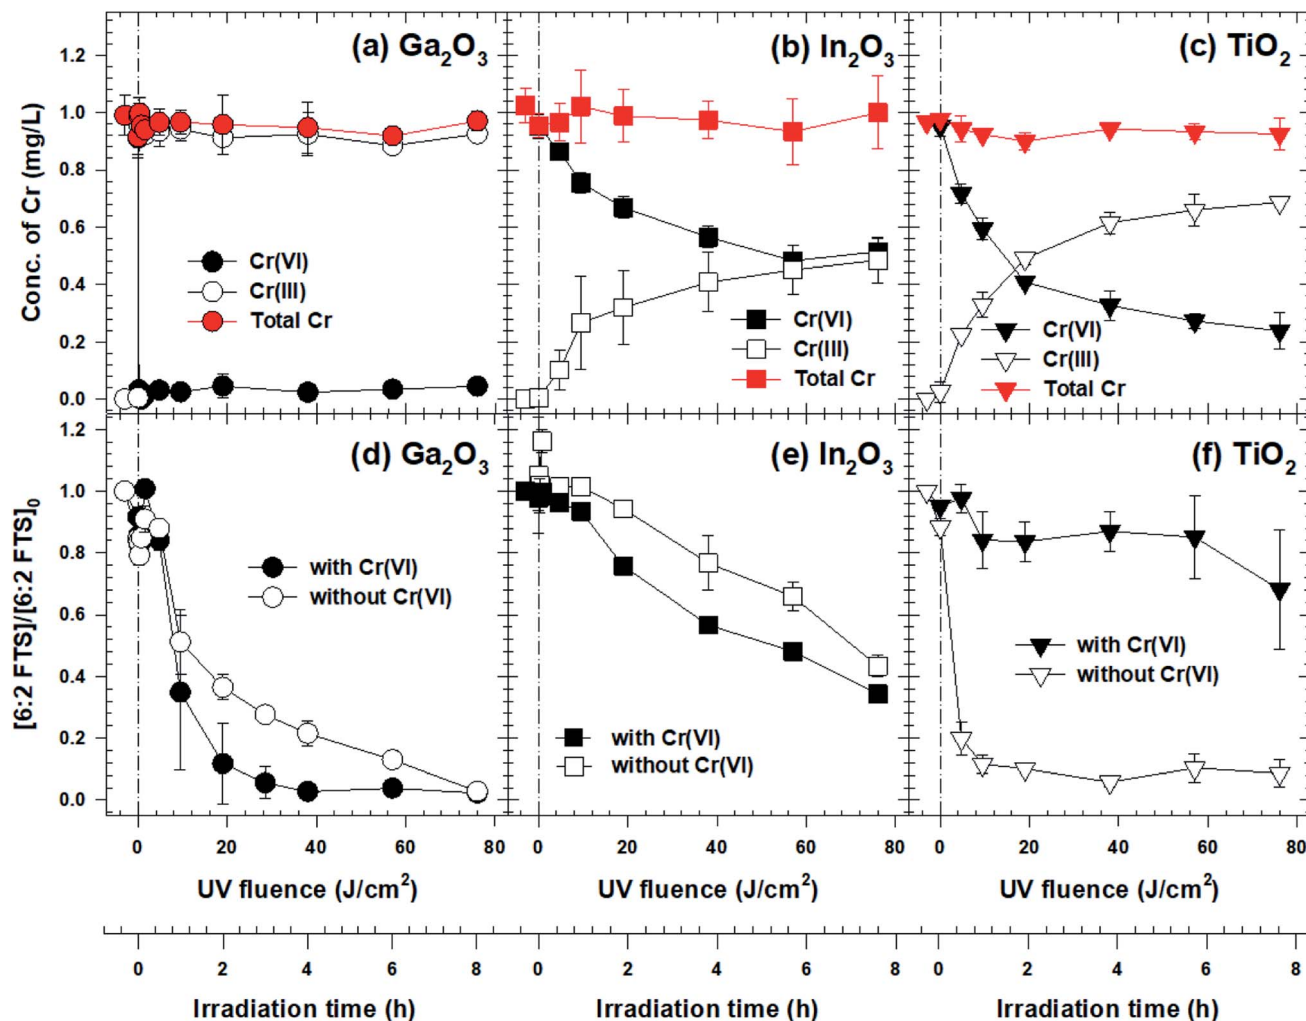 (a) Ga₂O₃
(b) In₂O₃
(c) TiO₂
Conc. of Cr (mg/L)
1.2
1.0
0.8
0.6
0.4
0.2
0.0
Cr(VI)
Cr(III)
Total Cr
Cr(VI)
Cr(III)
Total Cr
Cr(VI)
Cr(III)
Total Cr
(d) Ga₂O₃
(e) In₂O₃
(f) TiO₂
[6:2 FTS]/[6:2 FTS]₀
1.2
1.0
0.8
0.6
0.4
0.2
0.0
with Cr(VI)
without Cr(VI)
with Cr(VI)
without Cr(VI)
with Cr(VI)
without Cr(VI)
0 20 40 60 80 0 20 40 60 80 0 20 40 60 80
UV fluence (J/cm²) UV fluence (J/cm²) UV fluence (J/cm²)
0 2 4 6 8 0 2 4 6 8 0 2 4 6 8
Irradiation time (h) Irradiation time (h) Irradiation time (h)